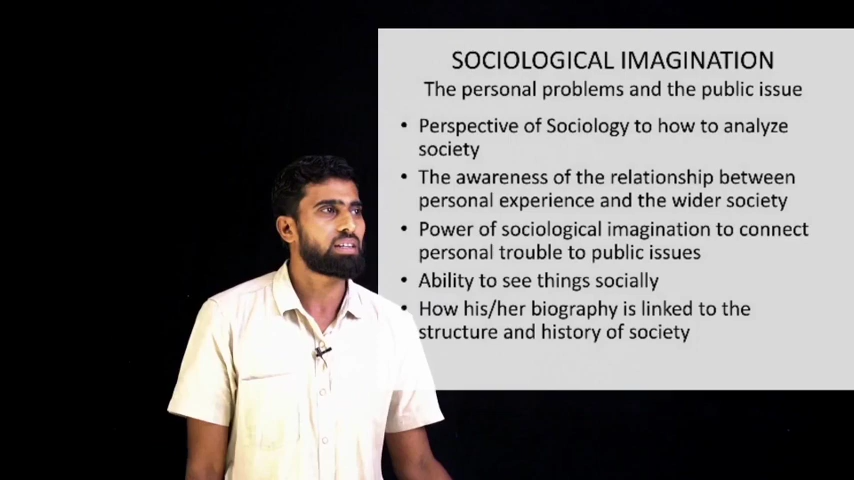 SOCIOLOGICAL IMAGINATION
The personal problems and the public issue
• Perspective of Sociology to how to analyze
society
• The awareness of the relationship between
personal experience and the wider society
• Power of sociological imagination to connect
personal trouble to public issues
• Ability to see things socially
• How his/her biography is linked to the
structure and history of society